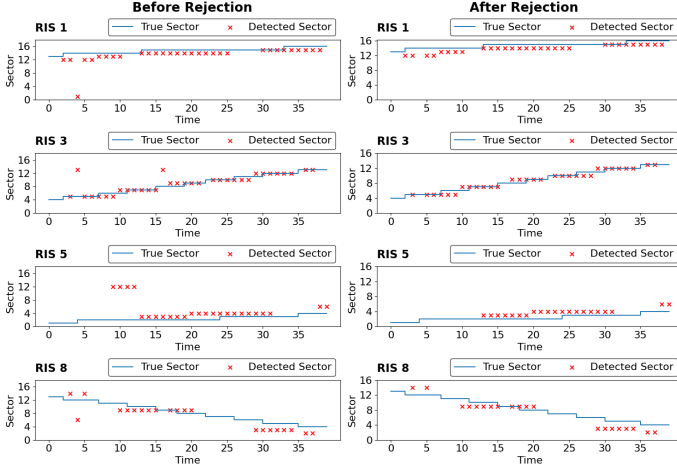 Before Rejection
After Rejection
RIS 1
True Sector
Detected Sector
Sector
16
12
8
4
0
0 5 10 15 20 25 30 35
Time
RIS 1
True Sector
Detected Sector
Sector
16
12
8
4
0
0 5 10 15 20 25 30 35
Time
RIS 3
True Sector
Detected Sector
Sector
16
12
8
4
0
0 5 10 15 20 25 30 35
Time
RIS 3
True Sector
Detected Sector
Sector
16
12
8
4
0
0 5 10 15 20 25 30 35
Time
RIS 5
True Sector
Detected Sector
Sector
16
12
8
4
0
0 5 10 15 20 25 30 35
Time
RIS 5
True Sector
Detected Sector
Sector
16
12
8
4
0
0 5 10 15 20 25 30 35
Time
RIS 8
True Sector
Detected Sector
Sector
16
12
8
4
0
0 5 10 15 20 25 30 35
Time
RIS 8
True Sector
Detected Sector
Sector
16
12
8
4
0
0 5 10 15 20 25 30 35
Time